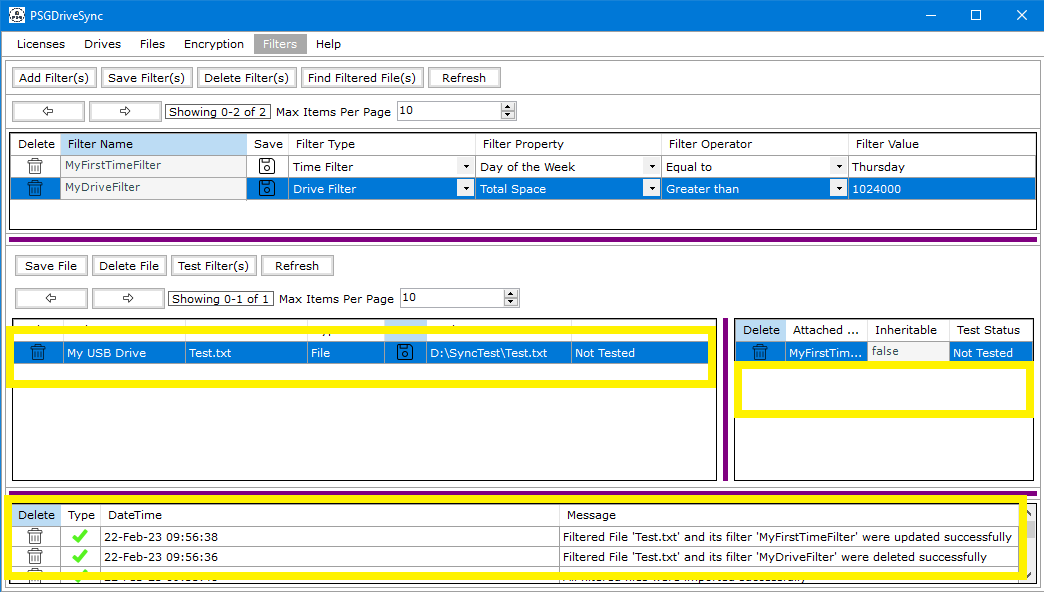 PSGDriveSync
Licenses Drives Files Encryption Filters Help
Add Filter(s) Save Filter(s) Delete Filter(s) Find Filtered File(s) Refresh
Showing 0-2 of 2 Max Items Per Page 10
Delete Filter Name Save Filter Type Filter Property Filter Operator Filter Value
MyFirstTimeFilter Time Filter Day of the Week Equal to Thursday
MyDriveFilter Drive Filter Total Space Greater than 1024000
Save File Delete File Test Filter(s) Refresh
Showing 0-1 of 1 Max Items Per Page 10
Delete Attached ... Inheritable Test Status
My USB Drive Test.txt File D:\SyncTest\Test.txt Not Tested
MyFirstTim... false Not Tested
Delete Type DateTime Message
22-Feb-23 09:56:38 Filtered File 'Test.txt' and its filter 'MyFirstTimeFilter' were updated successfully
22-Feb-23 09:56:36 Filtered File 'Test.txt' and its filter 'MyDriveFilter' were deleted successfully